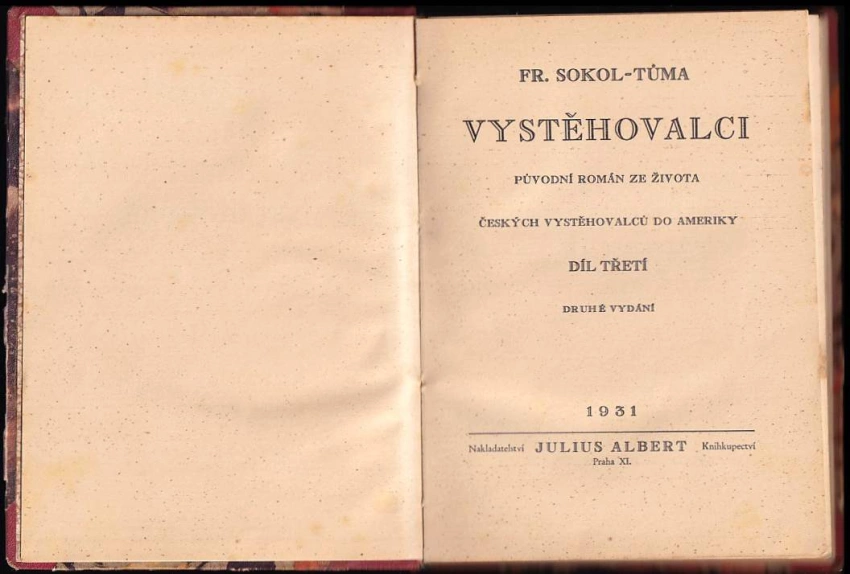 FR. SOKOL-TŮMA
VYSTĚHOVALCI
PŮVODNÍ ROMÁN ZE ŽIVOTA
ČESKÝCH VYSTĚHOVALCŮ DO AMERIKY
DÍL TŘETÍ
DRUHÉ VYDÁNÍ
1931
Nakladatelství JULIUS ALBERT Knihkupectví
Praha XI.